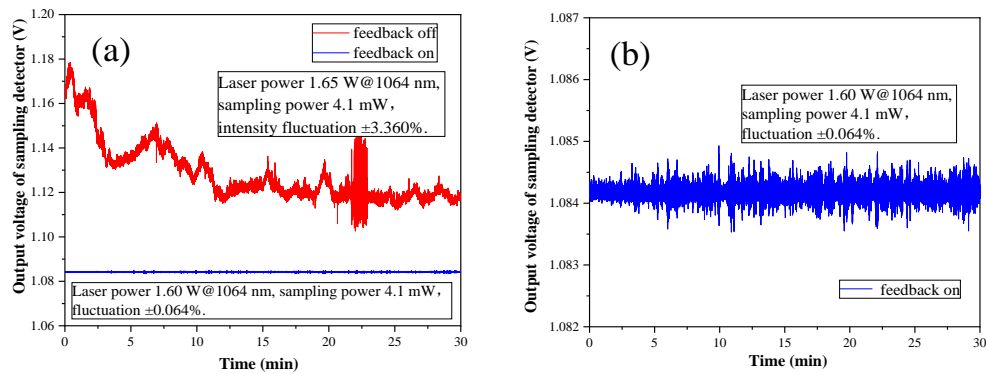 (a)
feedback off
feedback on
Laser power 1.65 W@1064 nm,
sampling power 4.1 mW，
intensity fluctuation ±3.360%.
Laser power 1.60 W@1064 nm, sampling power 4.1 mW，
fluctuation ±0.064%.
Output voltage of sampling detector (V)
1.18
1.16
1.14
1.12
1.10
1.08
1.06
0
5
10
15
20
25
30
Time (min)
(b)
Laser power 1.60 W@1064 nm,
sampling power 4.1 mW，
fluctuation ±0.064%.
feedback on
Output voltage of sampling detector (V)
1.087
1.086
1.085
1.084
1.083
1.082
0
5
10
15
20
25
30
Time (min)